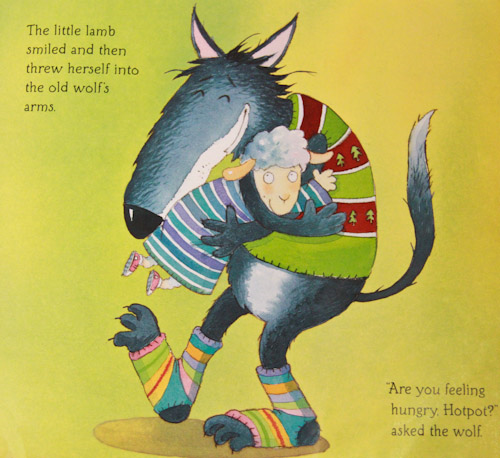 The little lamb
smiled and then
threw herself into
the old wolf's
arms.
"Are you feeling
hungry, Hotpot?"
asked the wolf.